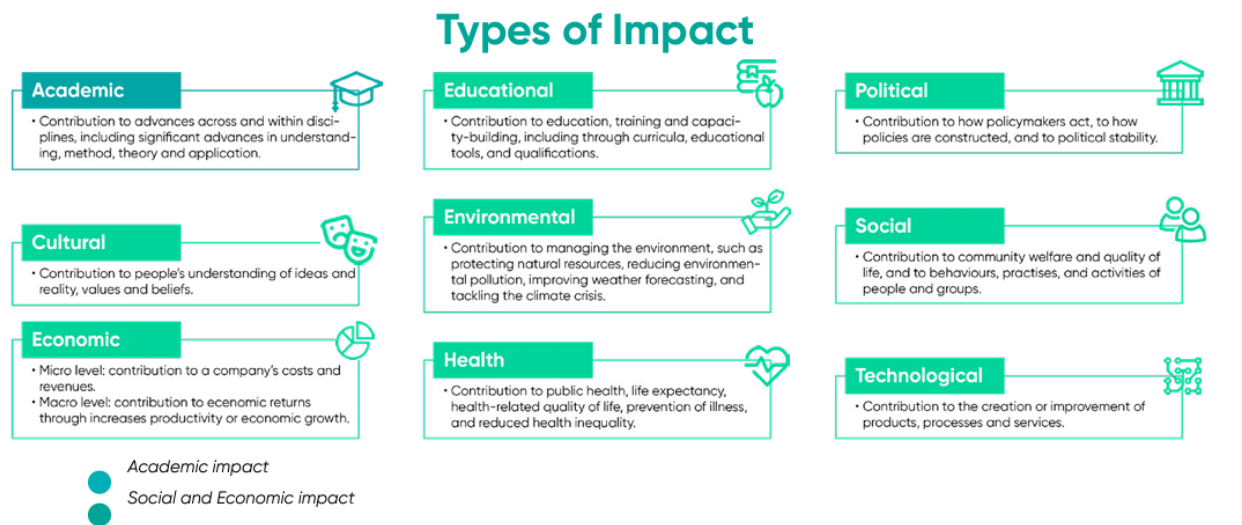 Types of Impact
Academic
• Contribution to advances across and within disci-
plines, including significant advances in understand-
ing, method, theory and application.
Cultural
• Contribution to people's understanding of ideas and
reality, values and beliefs.
Economic
• Micro level: contribution to a company's costs and
revenues.
• Macro level: contribution to economic returns
through increases productivity or economic growth.
Educational
• Contribution to education, training and capaci-
ty-building, including through curricula, educational
tools, and qualifications.
Environmental
• Contribution to managing the environment, such as
protecting natural resources, reducing environmen-
tal pollution, improving weather forecasting, and
tackling the climate crisis.
Health
• Contribution to public health, life expectancy,
health-related quality of life, prevention of illness,
and reduced health inequality.
Political
• Contribution to how policymakers act, to how
policies are constructed, and to political stability.
Social
• Contribution to community welfare and quality of
life, and to behaviours, practises, and activities of
people and groups.
Technological
• Contribution to the creation or improvement of
products, processes and services.
Academic impact
Social and Economic impact